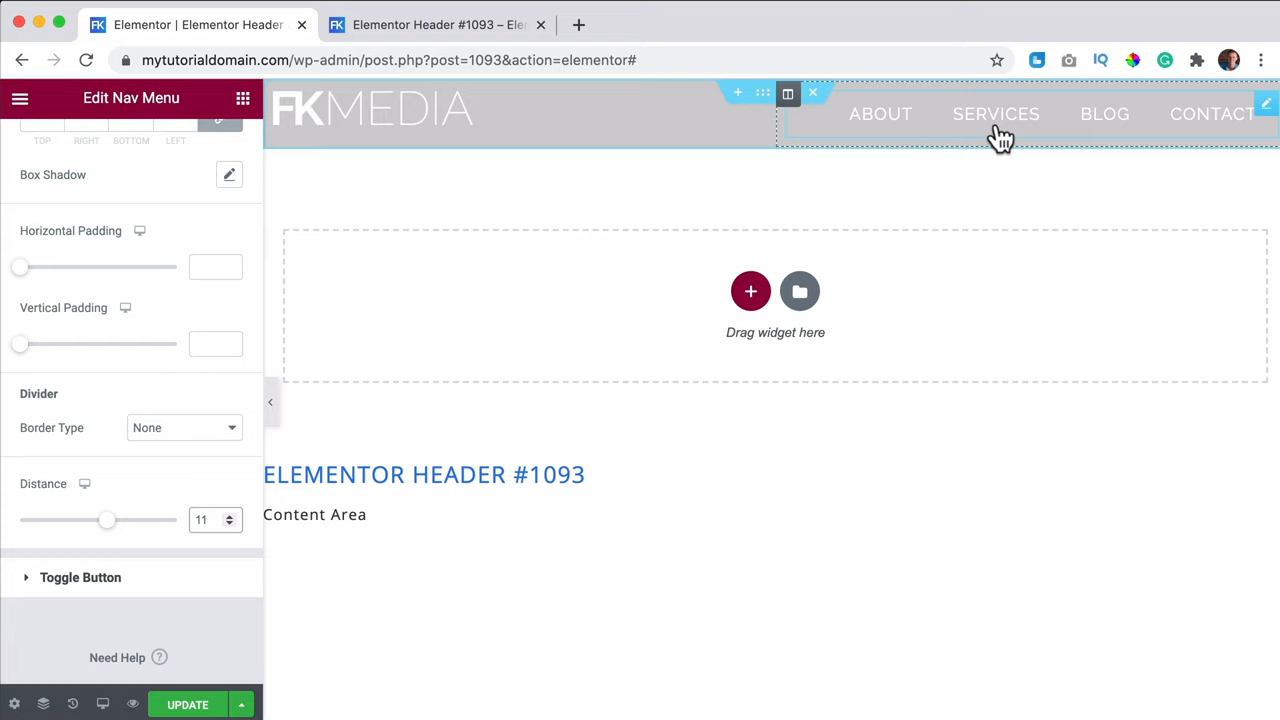 Elementor | Elementor Header
Elementor Header #1093 – Ele
mytutorialdomain.com/wp-admin/post.php?post=1093&action=elementor#
IQ
Edit Nav Menu
FKMEDIA
ABOUT SERVICES BLOG CONTACT
TOP RIGHT BOTTOM LEFT
Box Shadow
Horizontal Padding
Vertical Padding
Drag widget here
Divider
Border Type None
ELEMENTOR HEADER #1093
Distance
11
Content Area
Toggle Button
Need Help ?
UPDATE